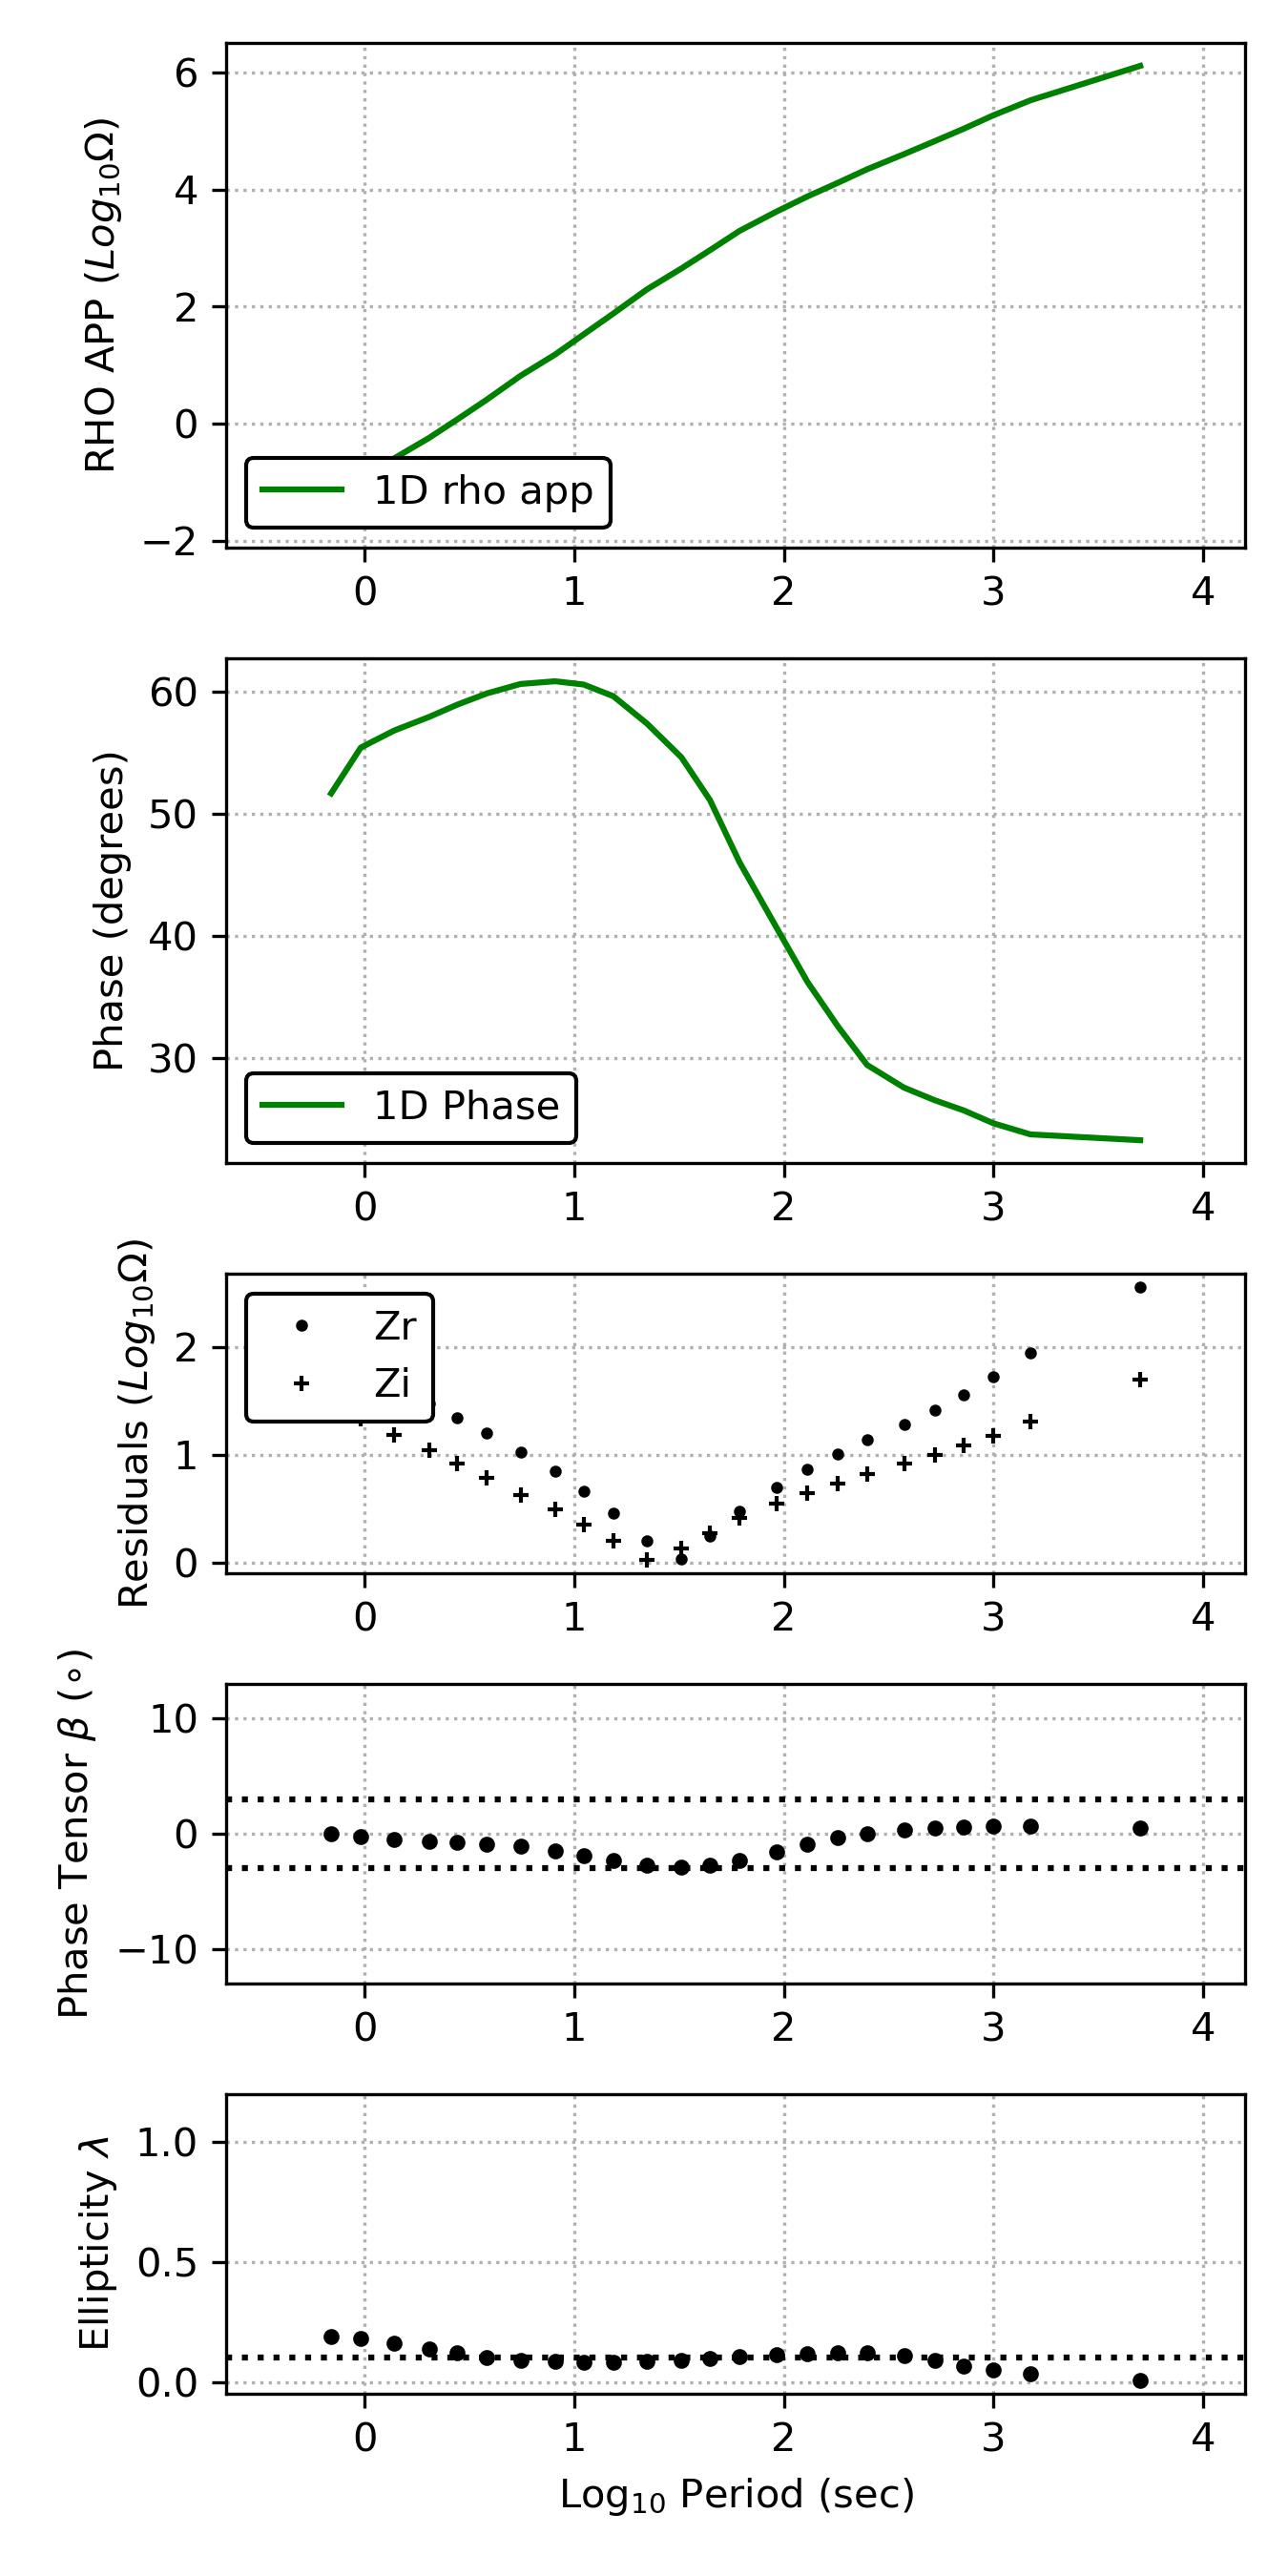 RHO APP (Log₁₀Ω)
6
4
2
0
−2
1D rho app
0 1 2 3 4
Phase (degrees)
60
50
40
30
1D Phase
0 1 2 3 4
Residuals (Log₁₀Ω)
2
1
0
Zr
Zi
0 1 2 3 4
Phase Tensor β (∘)
10
0
−10
0 1 2 3 4
Ellipticity λ
1.0
0.5
0.0
0 1 2 3 4
Log₁₀ Period (sec)